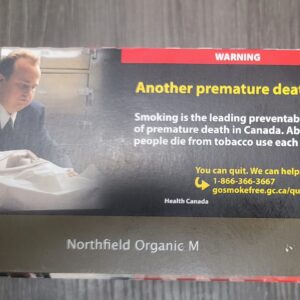 WARNING
Another premature deat
Smoking is the leading preventab
of premature death in Canada. Ab
people die from tobacco use each
You can quit. We can help
1-866-366-3667
gosmokefree.gc.ca/qu
Health Canada
Northfield Organic M